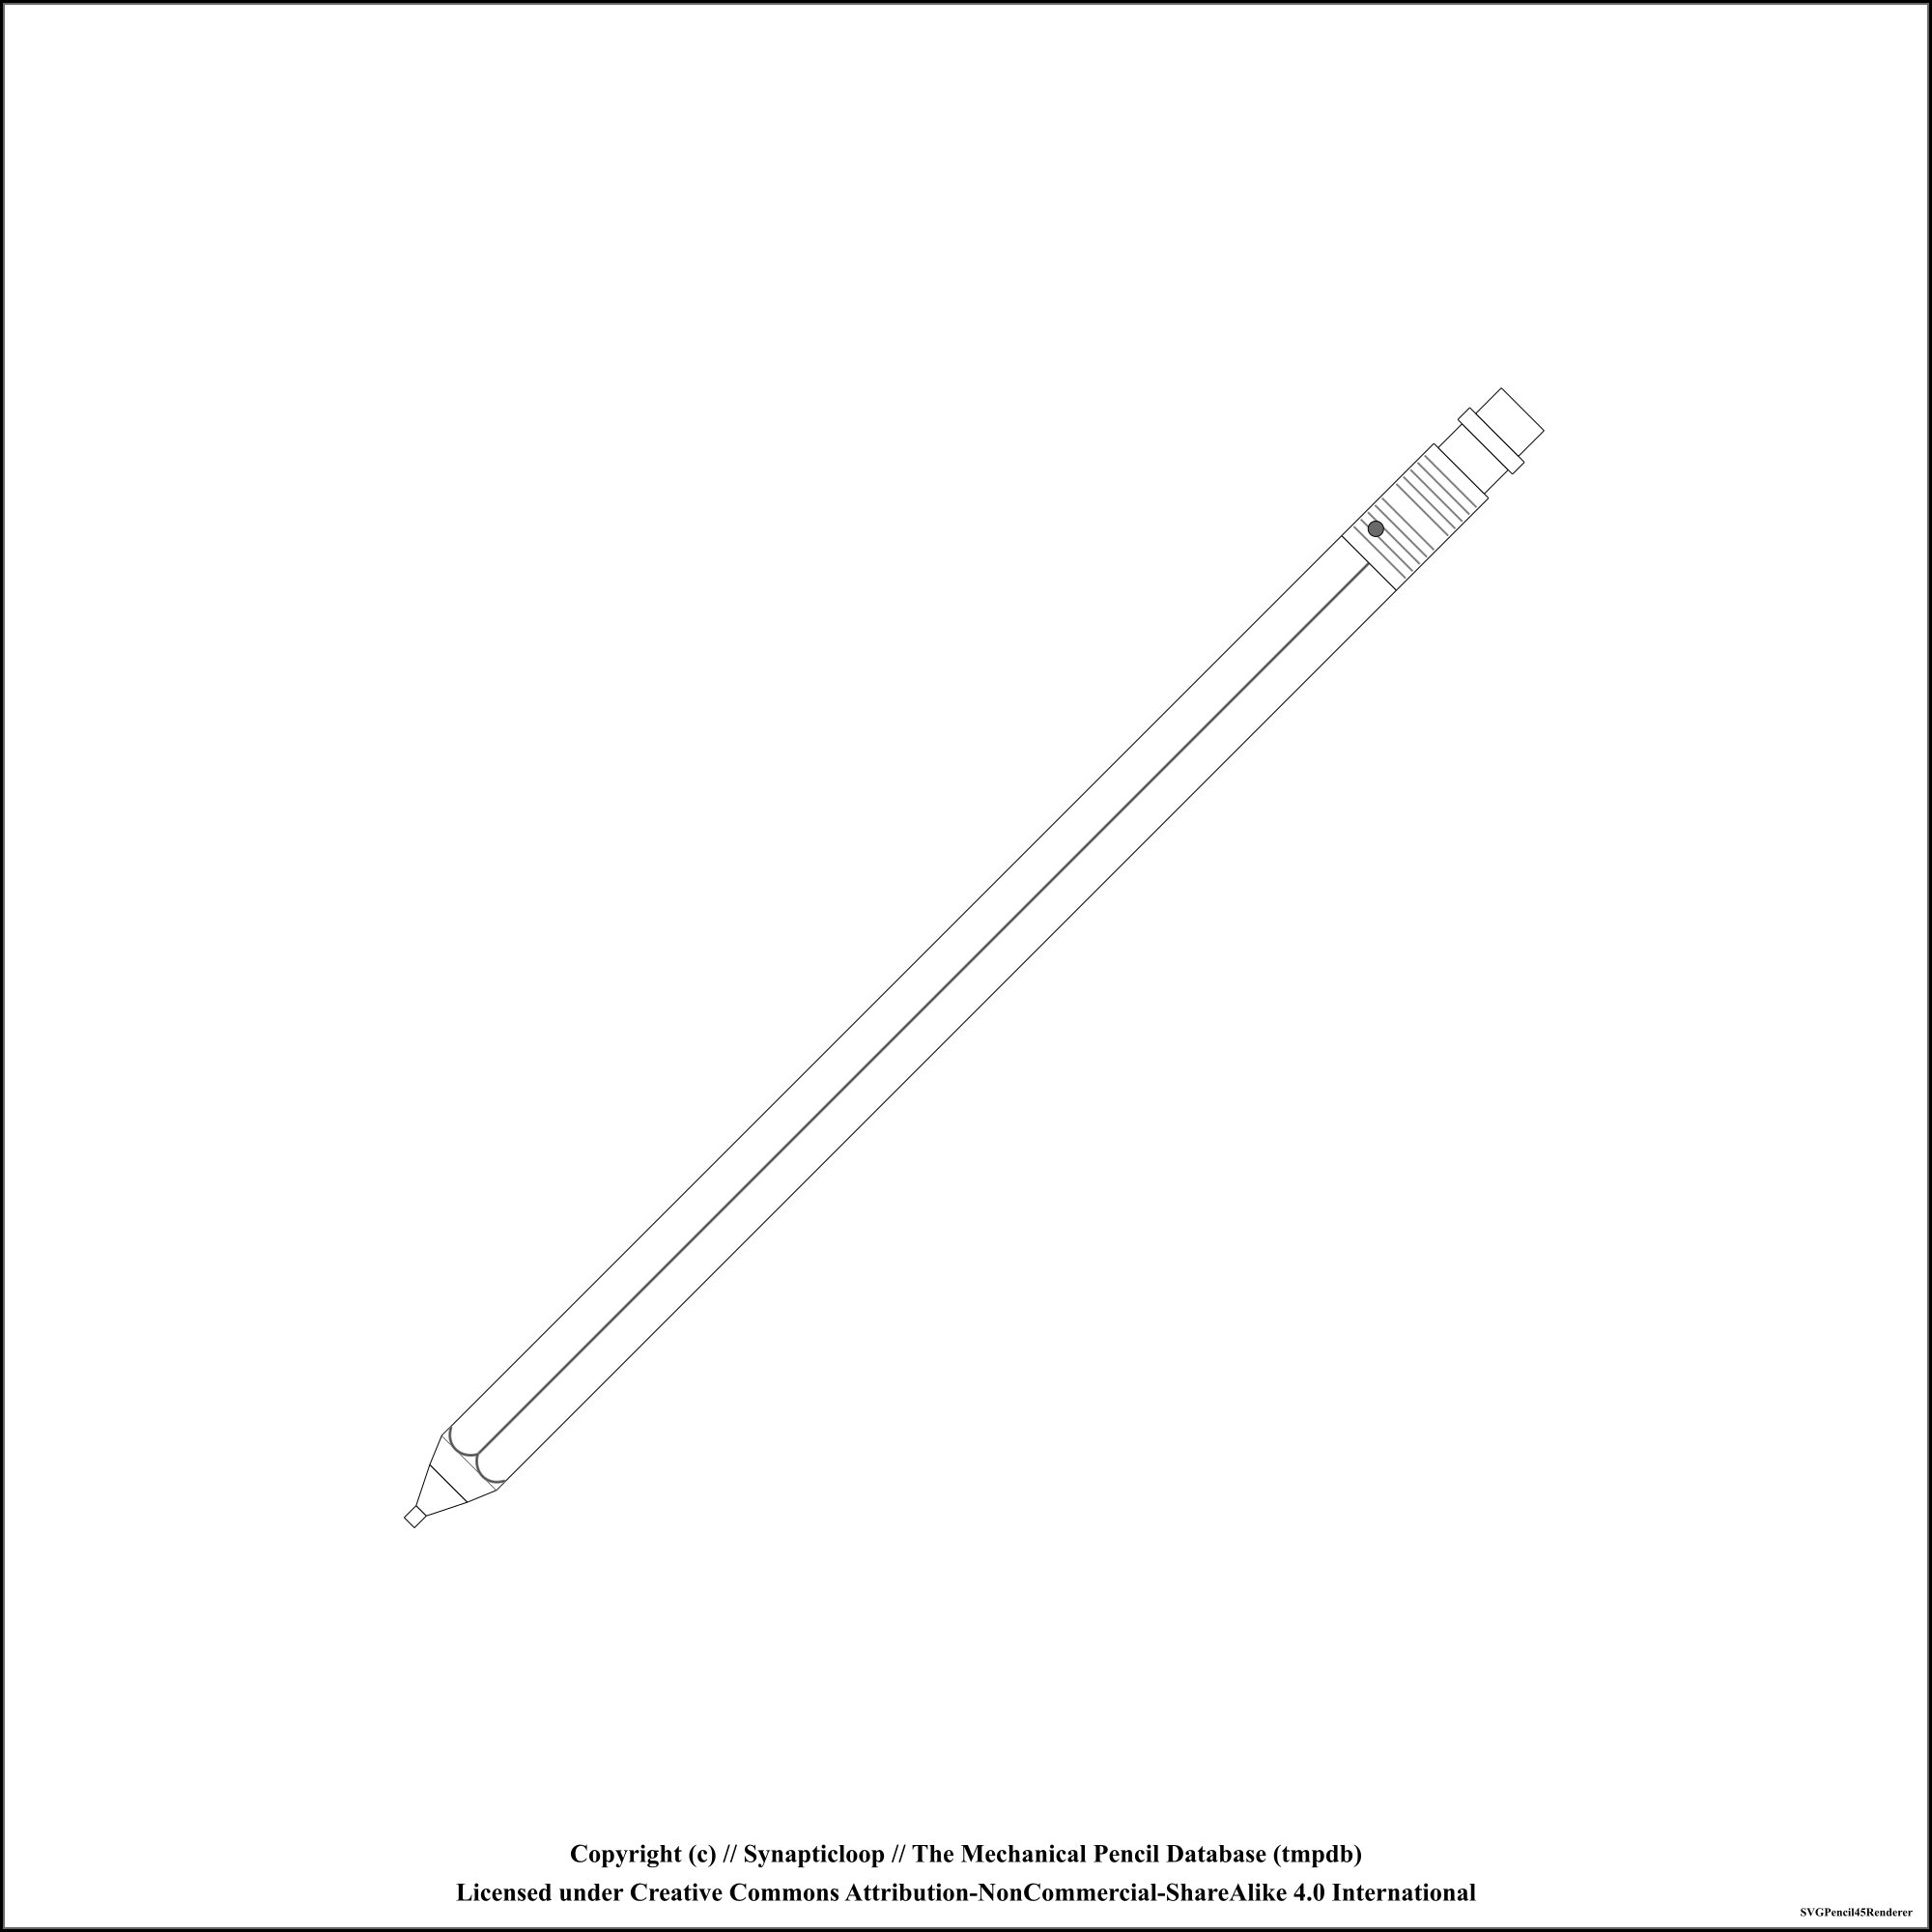 Copyright (c) // Synapticloop // The Mechanical Pencil Database (tmpdb)
Licensed under Creative Commons Attribution-NonCommercial-ShareAlike 4.0 International
SVGPencil45Renderer